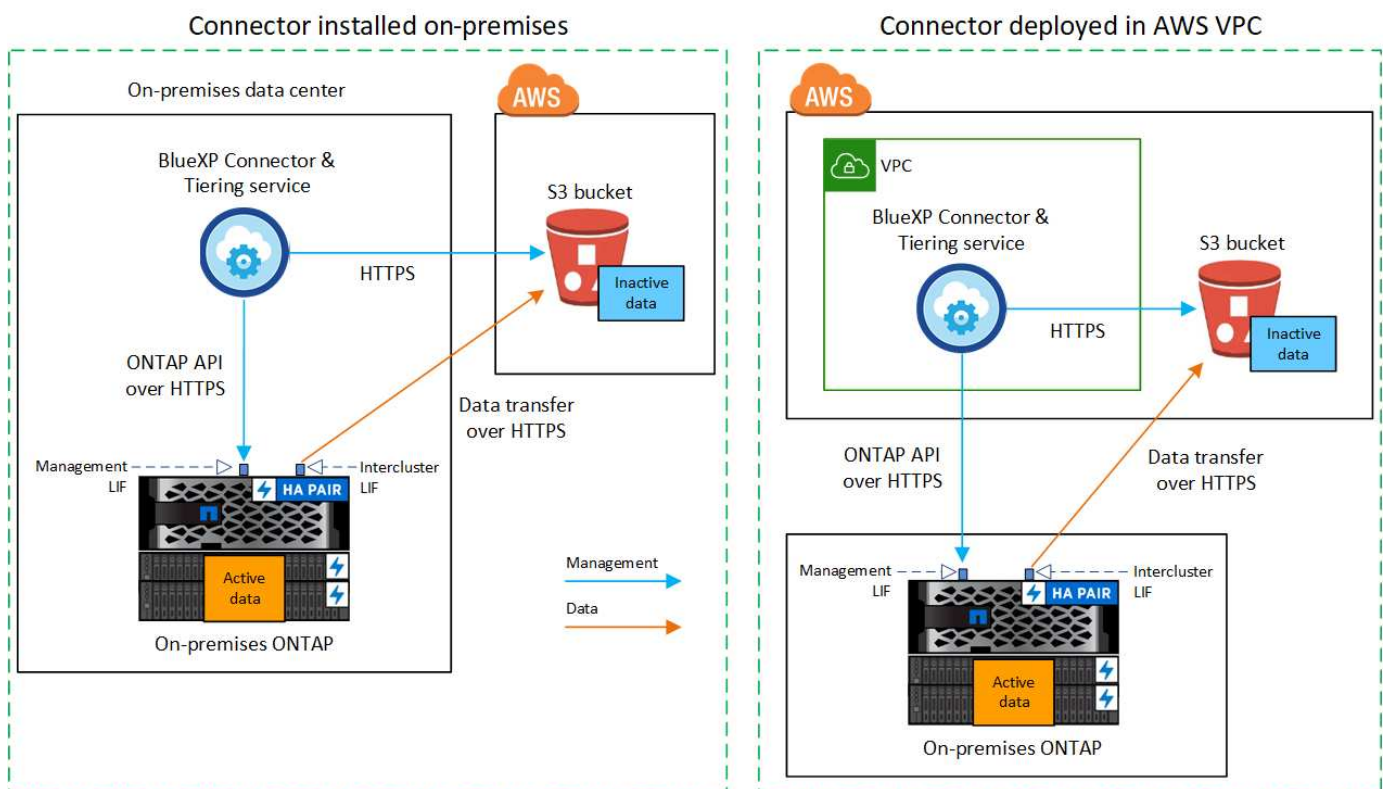 Connector installed on-premises
On-premises data center
AWS
BlueXP Connector &
Tiering service
S3 bucket
HTTPS
Inactive
data
ONTAP API
over HTTPS
Data transfer
over HTTPS
Management
LIF
Intercluster
LIF
HA PAIR
Active
data
On-premises ONTAP
Management
Data
Connector deployed in AWS VPC
AWS
VPC
BlueXP Connector &
Tiering service
S3 bucket
HTTPS
Inactive
data
ONTAP API
over HTTPS
Data transfer
over HTTPS
Management
LIF
Intercluster
LIF
HA PAIR
Active
data
On-premises ONTAP